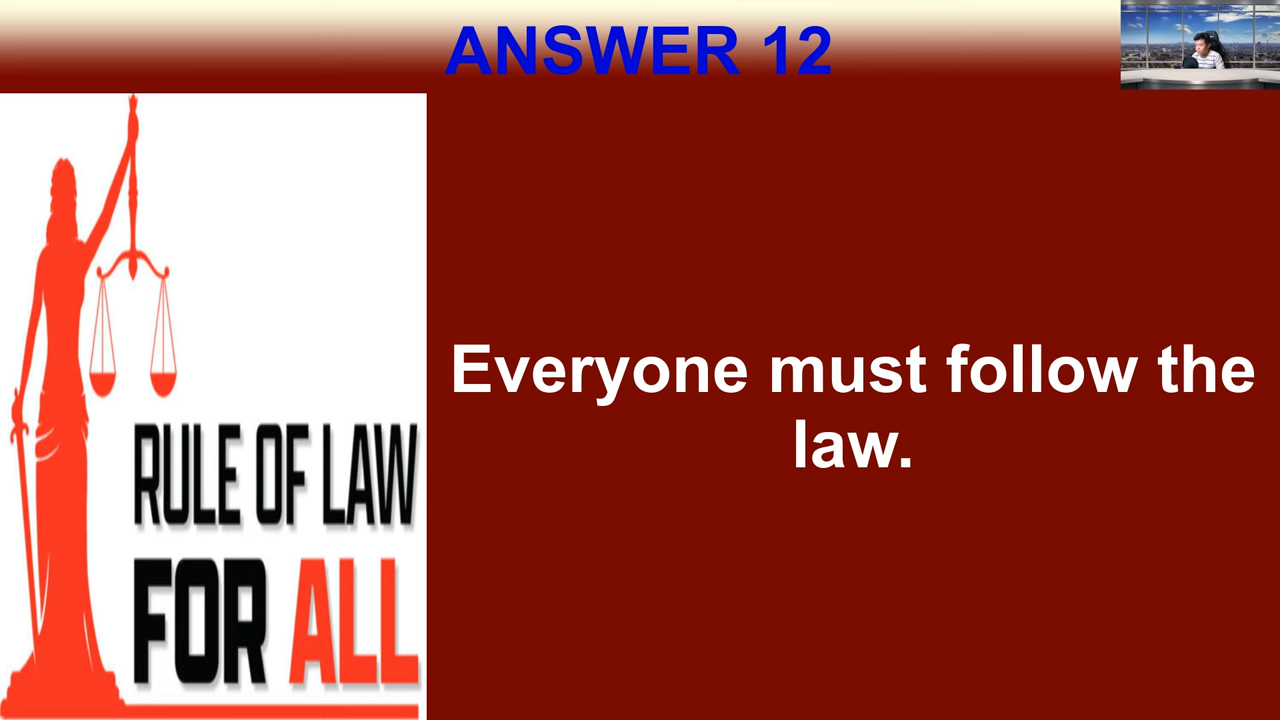 ANSWER 12
RULE OF LAW
FOR ALL
Everyone must follow the
law.